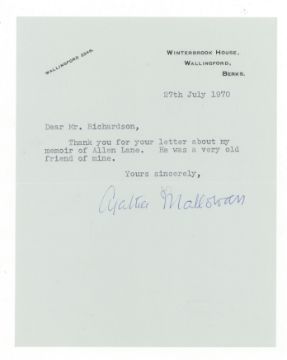 WALLINGFORD 2248.
WINTERBROOK HOUSE,
WALLINGFORD,
BERKS.
27th July 1970
Dear Mr. Richardson,
Thank you for your letter about my
memoir of Allen Lane. He was a very old
friend of mine.
Yours sincerely,
Agatha Mallowan